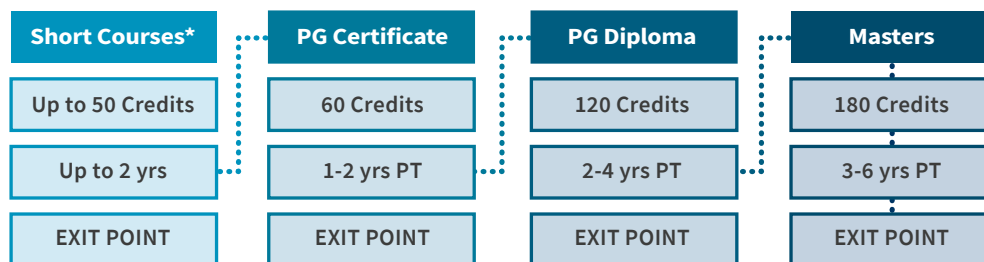 Short Courses*
Up to 50 Credits
Up to 2 yrs
EXIT POINT
PG Certificate
60 Credits
1-2 yrs PT
EXIT POINT
PG Diploma
120 Credits
2-4 yrs PT
EXIT POINT
Masters
180 Credits
3-6 yrs PT
EXIT POINT